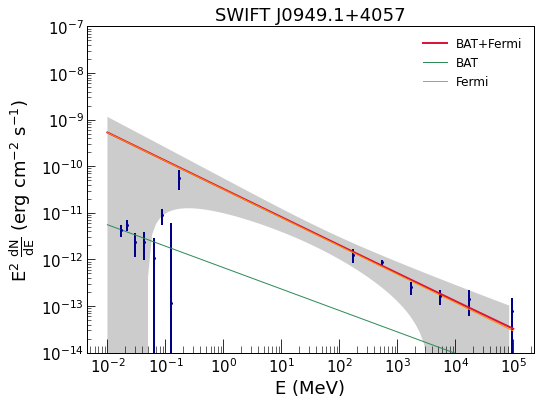 SWIFT J0949.1+4057
BAT+Fermi
BAT
Fermi
E² dN/dE (erg cm⁻² s⁻¹)
10⁻⁷
10⁻⁸
10⁻⁹
10⁻¹⁰
10⁻¹¹
10⁻¹²
10⁻¹³
10⁻¹⁴
10⁻² 10⁻¹ 10⁰ 10¹ 10² 10³ 10⁴ 10⁵
E (MeV)